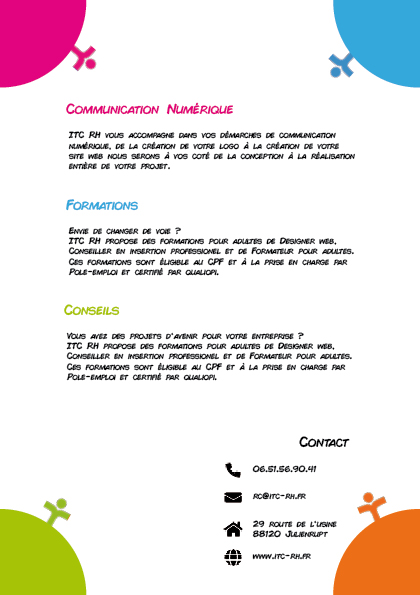 Communication Numérique
ITC RH vous accompagne dans vos démarches de communication
numérique, de la création de votre logo à la création de votre
site web nous serons à vos coté de la conception à la réalisation
entière de votre projet.
Formations
Envie de changer de voie ?
ITC RH propose des formations pour adultes de Designer web,
Conseiller en insertion professionel et de Formateur pour adultes.
Ces formations sont éligible au CPF et à la prise en charge par
Pole-emploi et certifié par qualiopi.
Conseils
Vous avez des projets d'avenir pour votre entreprise ?
ITC RH propose des formations pour adultes de Designer web,
Conseiller en insertion professionel et de Formateur pour adultes.
Ces formations sont éligible au CPF et à la prise en charge par
Pole-emploi et certifié par qualiopi.
Contact
06.51.56.90.41
rc@itc-rh.fr
29 route de l'usine
88120 Julienrupt
www.itc-rh.fr